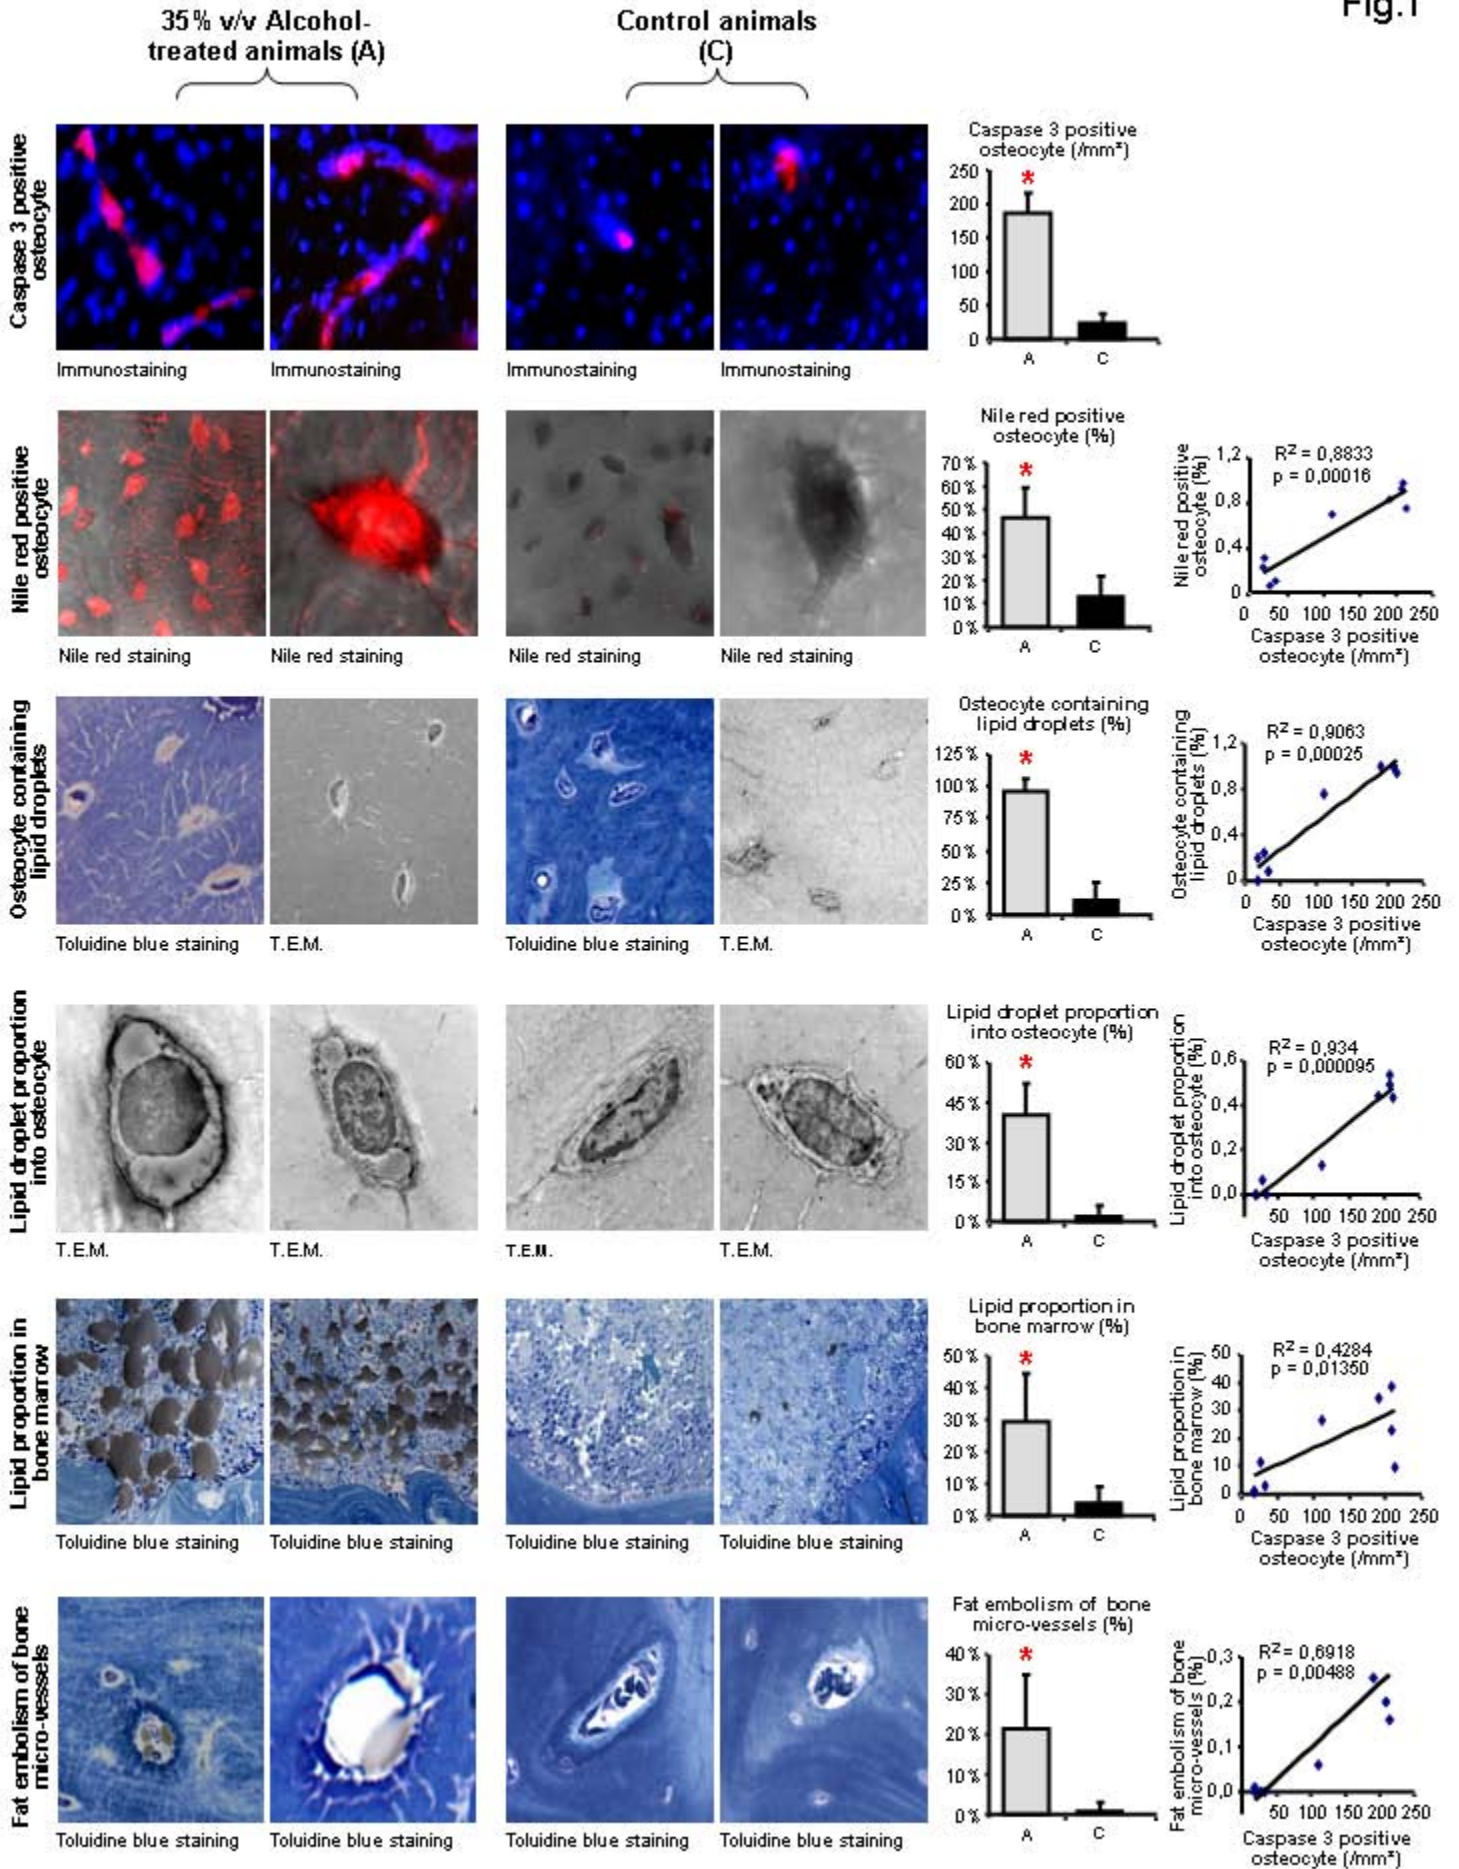 Fig.1
35% v/v Alcohol-
treated animals (A)
Control animals
(C)
Caspase 3 positive
osteocyte
Immunostaining
Immunostaining
Immunostaining
Immunostaining
Caspase 3 positive
osteocyte (/mm²)
250
200
150
100
50
0
*
A
C
Nile red positive
osteocyte
Nile red staining
Nile red staining
Nile red staining
Nile red staining
Nile red positive
osteocyte (%)
70%
60%
50%
40%
30%
20%
10%
0%
*
A
C
Nile red positive
osteocyte (%)
R² = 0,8833
p = 0,00016
1,2
0,8
0,4
0
0 50 100 150 200 250
Caspase 3 positive
osteocyte (/mm²)
Osteocyte containing
lipid droplets
Toluidine blue staining
T.E.M.
Toluidine blue staining
T.E.M.
Osteocyte containing
lipid droplets (%)
125%
100%
75%
50%
25%
0%
*
A
C
Osteocyte containing
lipid droplets (%)
R² = 0,9063
p = 0,00025
1,2
0,8
0,4
0
0 50 100 150 200 250
Caspase 3 positive
osteocyte (/mm²)
Lipid droplet proportion
into osteocyte
T.E.M.
T.E.M.
T.E.M.
T.E.M.
Lipid droplet proportion
into osteocyte (%)
60%
45%
30%
15%
0%
*
A
C
Lipid droplet proportion
into osteocyte (%)
R² = 0,934
p = 0,000095
0,6
0,4
0,2
0,0
50 100 150 200 250
Caspase 3 positive
osteocyte (/mm²)
Lipid proportion in
bone marrow
Toluidine blue staining
Toluidine blue staining
Toluidine blue staining
Toluidine blue staining
Lipid proportion in
bone marrow (%)
50%
40%
30%
20%
10%
0%
*
A
C
Lipid proportion in
bone marrow (%)
R² = 0,4284
p = 0,01350
50
40
30
20
10
0
0 50 100 150 200 250
Caspase 3 positive
osteocyte (/mm²)
Fat embolism of bone
micro-vessels
Toluidine blue staining
Toluidine blue staining
Toluidine blue staining
Toluidine blue staining
Fat embolism of bone
micro-vessels (%)
40%
30%
20%
10%
0%
*
A
C
Fat embolism of bone
micro-vessels (%)
R² = 0,6918
p = 0,00488
0,3
0,2
0,1
0,0
50 100 150 200 250
Caspase 3 positive
osteocyte (/mm²)